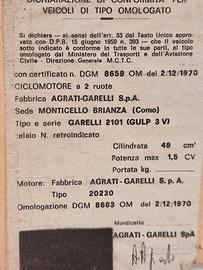 DICHIARAZIONE DI CONFORMITA' PER
VEICOLI DI TIPO OMOLOGATO
Si dichiara - ai sensi dell'art. 53 del Testo Unico approvato
con D.P.R. 15 giugno 1959 n. 393 - che il veicolo
sotto indicato è conforme in tutte le sue parti, al tipo
omologato dal Ministero dei Trasporti e dell'Aviazione
Civile - Direzione Generale M.C.T.C.
con certificato n. DGM 8659 OM del 2/12/1970
CICLOMOTORE a 2 ruote
Fabbrica AGRATI-GARELLI S.p.A.
Sede MONTICELLO BRIANZA (Como)
Tipo e serie GARELLI 2101 (GULP 3 V)
telaio N. retroindicato
Cilindrata 49 cm³
Potenza max 1,5 CV
Portata kg.
Motore: Fabbrica AGRATI-GARELLI S.p.A.
Tipo 20230
Omologazione DGM 8663 OM del 2/12/1970
Monticello
AGRATI-GARELLI SpA